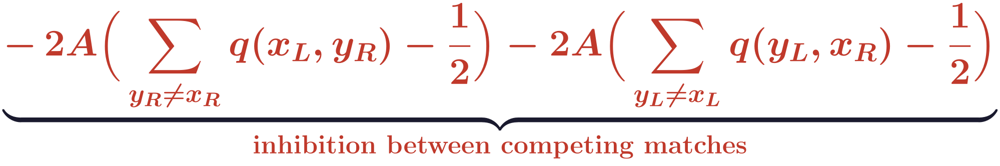 − 2A( ∑_{y_R≠x_R} q(x_L, y_R) − 1/2 ) − 2A( ∑_{y_L≠x_L} q(y_L, x_R) − 1/2 )
inhibition between competing matches